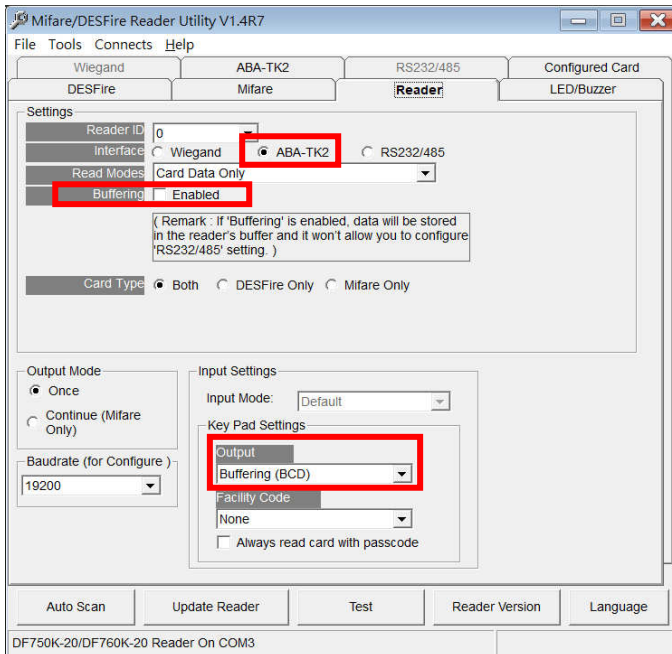 Mifare/DESFire Reader Utility V1.4R7
File Tools Connects Help
Wiegand ABA-TK2 RS232/485 Configured Card
DESFire Mifare Reader LED/Buzzer
Settings
Reader ID 0
Interface Wiegand ABA-TK2 RS232/485
Read Modes Card Data Only
Buffering Enabled
( Remark : If 'Buffering' is enabled, data will be stored
in the reader's buffer and it won't allow you to configure
'RS232/485' setting. )
Card Type Both DESFire Only Mifare Only
Output Mode
Once
Continue (Mifare
Only)
Baudrate (for Configure )
19200
Input Settings
Input Mode: Default
Key Pad Settings
Output
Buffering (BCD)
Facility Code
None
Always read card with passcode
Auto Scan Update Reader Test Reader Version Language
DF750K-20/DF760K-20 Reader On COM3